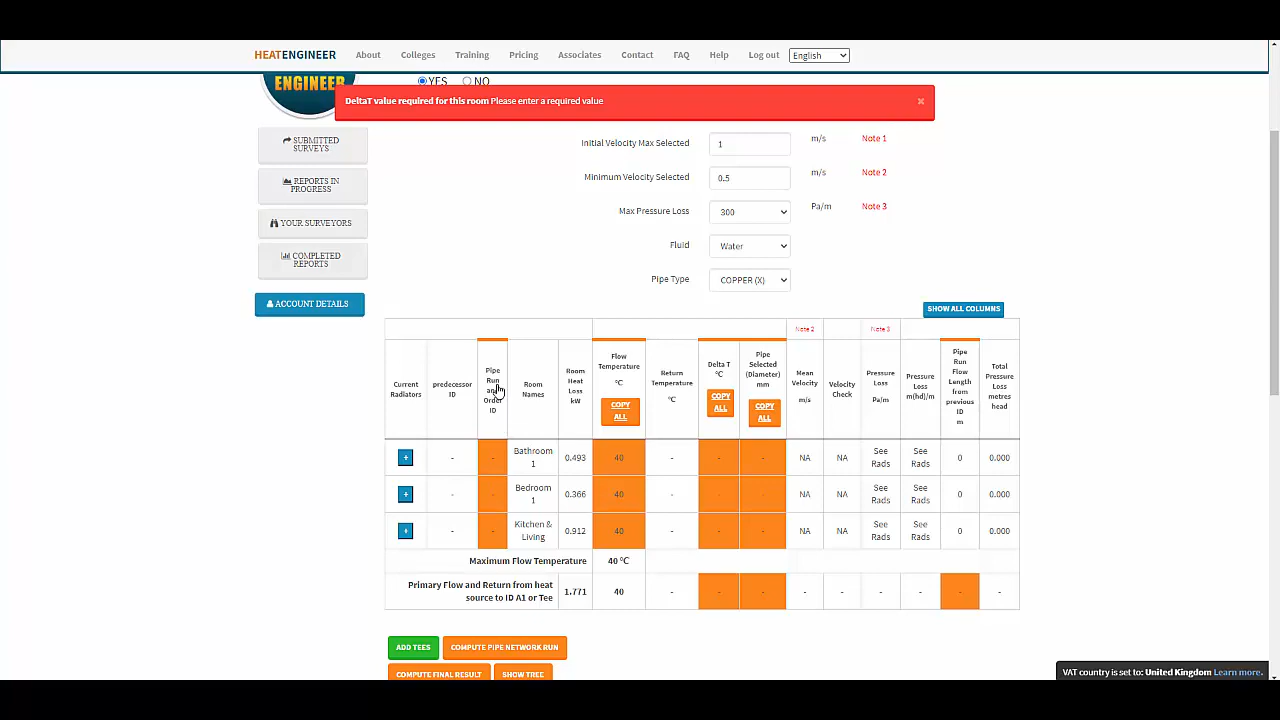 HEATENGINEER About Colleges Training Pricing Associates Contact FAQ Help Log out English
ENGINEER YES NO
DeltaT value required for this room Please enter a required value ×
SUBMITTED SURVEYS
REPORTS IN PROGRESS
YOUR SURVEYORS
COMPLETED REPORTS
ACCOUNT DETAILS
Initial Velocity Max Selected 1 m/s Note 1
Minimum Velocity Selected 0.5 m/s Note 2
Max Pressure Loss 300 Pa/m Note 3
Fluid Water
Pipe Type COPPER (X)
SHOW ALL COLUMNS
Note 2 Note 3
Current Radiators
predecessor ID
Pipe Run and Order ID
Room Names
Room Heat Loss kW
Flow Temperature °C COPY ALL
Return Temperature °C
Delta T °C COPY ALL
Pipe Selected (Diameter) mm COPY ALL
Mean Velocity m/s
Velocity Check
Pressure Loss Pa/m
Pressure Loss m(hd)/m
Pipe Run Flow Length from previous ID m
Total Pressure Loss metres head
+ - - Bathroom 1 0.493 40 - - - NA NA See Rads See Rads 0 0.000
+ - - Bedroom 1 0.366 40 - - - NA NA See Rads See Rads 0 0.000
+ - - Kitchen & Living 0.912 40 - - - NA NA See Rads See Rads 0 0.000
Maximum Flow Temperature 40 °C
Primary Flow and Return from heat source to ID A1 or Tee 1.771 40 - - - - - - - - -
ADD TEES COMPUTE PIPE NETWORK RUN
COMPUTE FINAL RESULT SHOW TREE
VAT country is set to: United Kingdom Learn more.